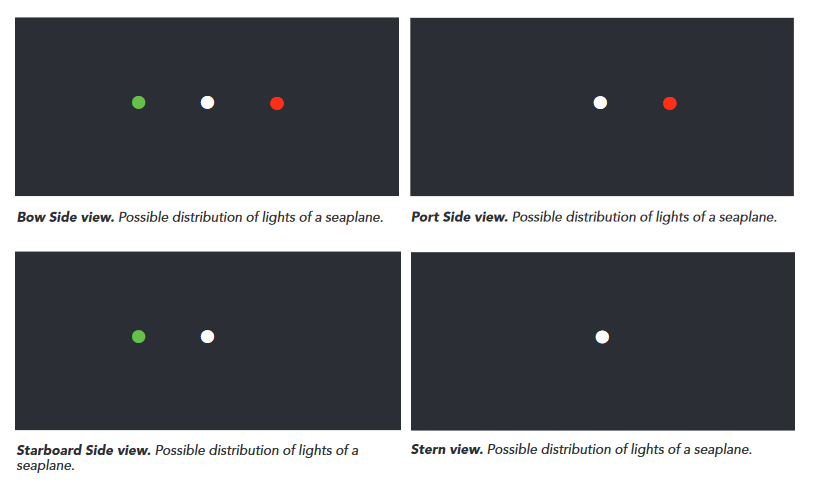 Bow Side view. Possible distribution of lights of a seaplane.
Port Side view. Possible distribution of lights of a seaplane.
Starboard Side view. Possible distribution of lights of a
seaplane.
Stern view. Possible distribution of lights of a seaplane.